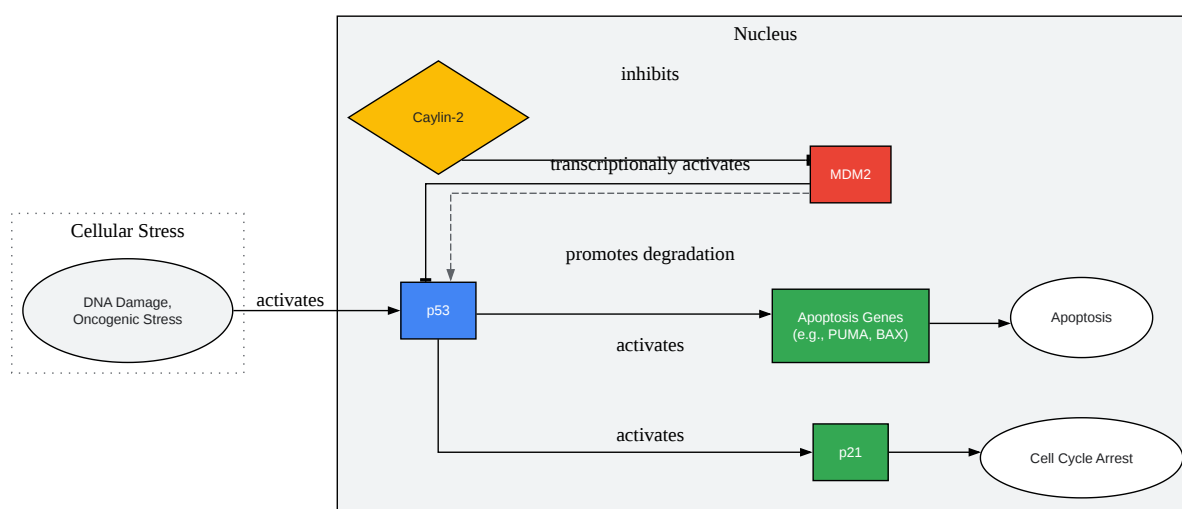 Nucleus
inhibits
Caylin-2
transcriptionally activates
MDM2
Cellular Stress
promotes degradation
DNA Damage,
Oncogenic Stress
activates
p53
Apoptosis Genes
(e.g., PUMA, BAX)
Apoptosis
activates
activates
p21
Cell Cycle Arrest